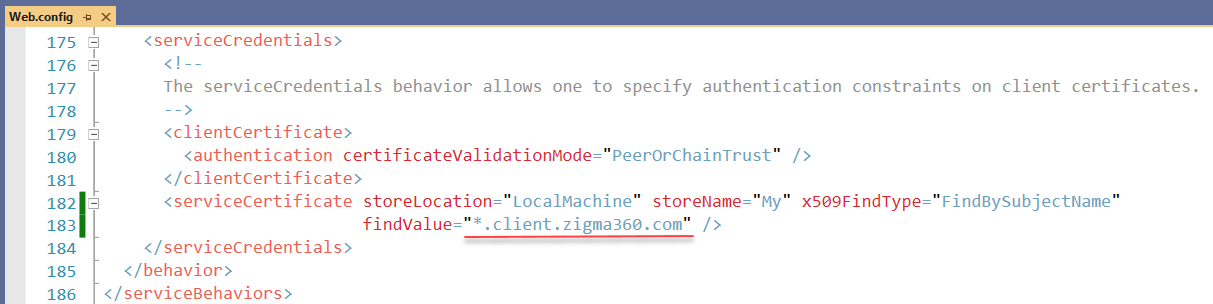 Web.config
175 <serviceCredentials>
176 <!--
177 The serviceCredentials behavior allows one to specify authentication constraints on client certificates.
178 -->
179 <clientCertificate>
180 <authentication certificateValidationMode="PeerOrChainTrust" />
181 </clientCertificate>
182 <serviceCertificate storeLocation="LocalMachine" storeName="My" x509FindType="FindBySubjectName"
183 findValue="*.client.zigma360.com" />
184 </serviceCredentials>
185 </behavior>
186 </serviceBehaviors>